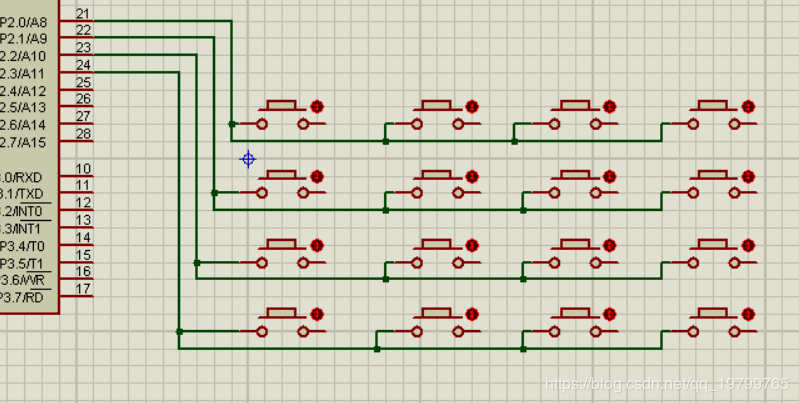 P2.0/A8 21
P2.1/A9 22
2.2/A10 23
2.3/A11 24
2.4/A12 25
2.5/A13 26
2.6/A14 27
2.7/A15 28
3.0/RXD 10
3.1/TXD 11
3.2/INT0 12
3.3/INT1 13
P3.4/T0 14
P3.5/T1 15
P3.6/WR 16
P3.7/RD 17
https://blog.csdn.net/qq_19799765